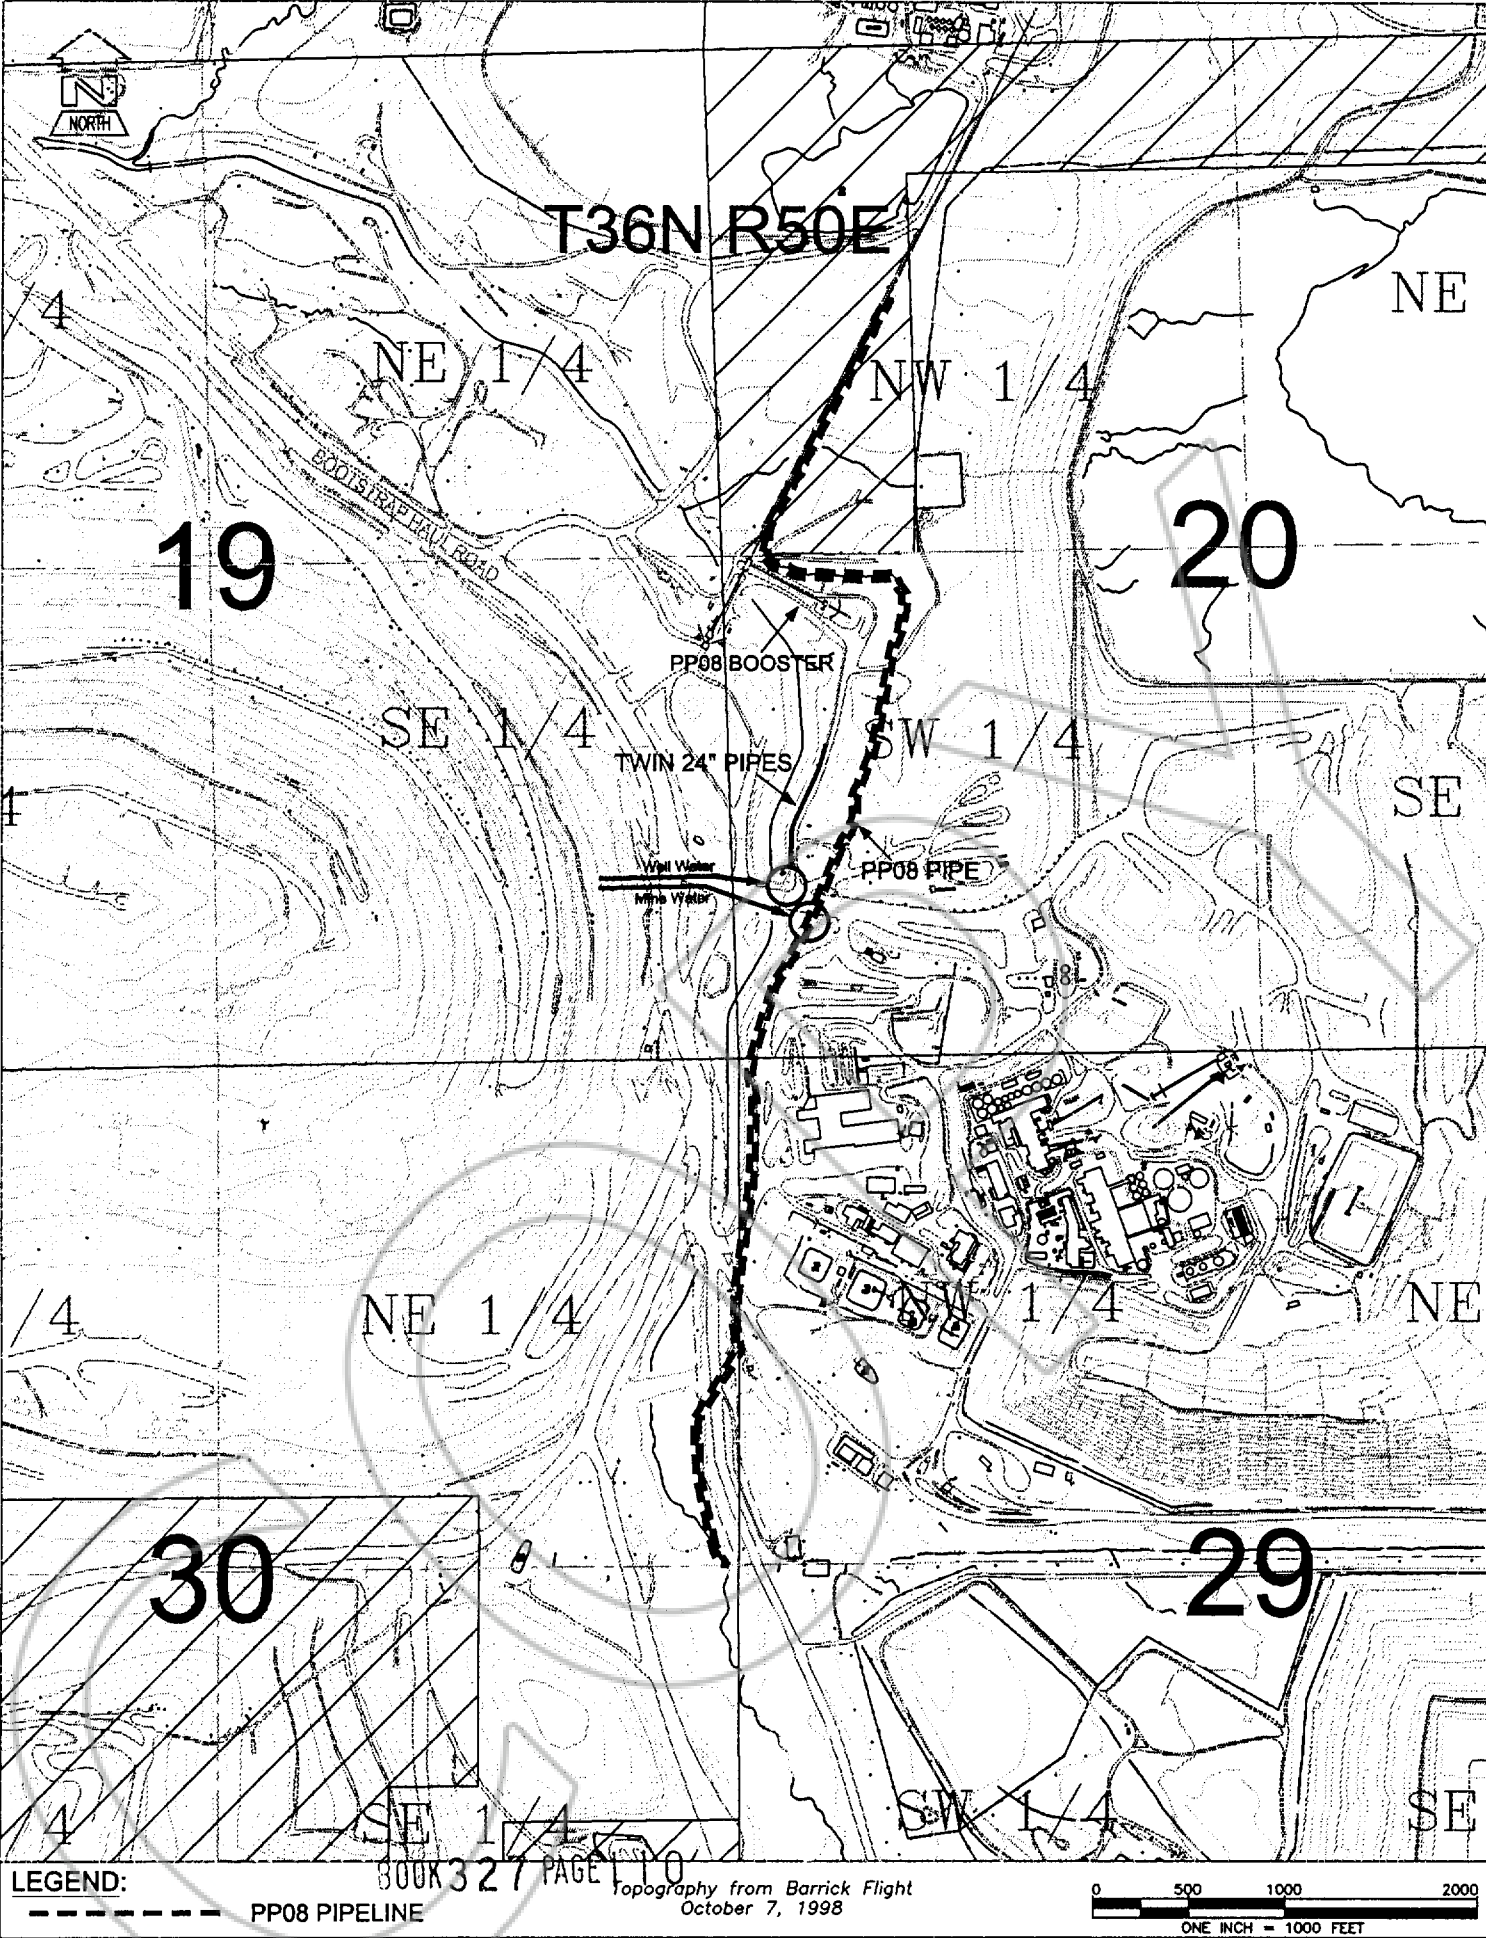 N
NORTH
T36N R50E
NE
/4
NE 1/4
NW 1/4
BOOTSTRAP HAUL ROAD
19
20
PP08 BOOSTER
SE 1/4
SW 1/4
TWIN 24" PIPES
SE
4
Well Water
PP08 PIPE
Mine Water
/4
NE 1/4
NW 1/4
NE
30
29
4
SE 1/4
SW 1/4
SE
LEGEND:
PP08 PIPELINE
BOOK 327 PAGE 110
Topography from Barrick Flight
October 7, 1998
0 500 1000 2000
ONE INCH = 1000 FEET